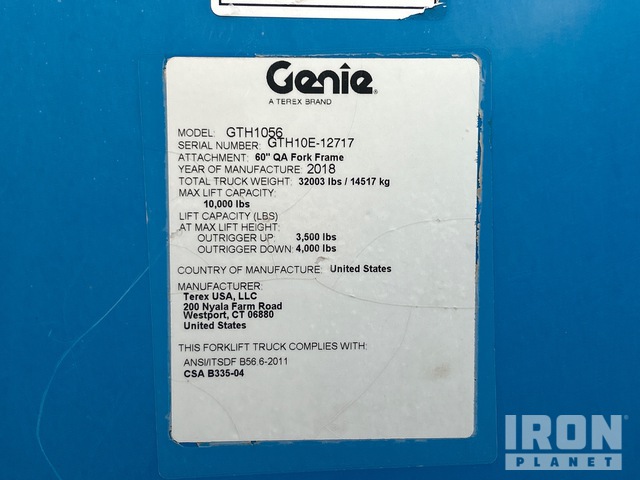 Genie
A TEREX BRAND
MODEL: GTH1056
SERIAL NUMBER: GTH10E-12717
ATTACHMENT: 60" QA Fork Frame
YEAR OF MANUFACTURE: 2018
TOTAL TRUCK WEIGHT: 32003 lbs / 14517 kg
MAX LIFT CAPACITY:
10,000 lbs
LIFT CAPACITY (LBS)
AT MAX LIFT HEIGHT:
OUTRIGGER UP: 3,500 lbs
OUTRIGGER DOWN: 4,000 lbs
COUNTRY OF MANUFACTURE: United States
MANUFACTURER:
Terex USA, LLC
200 Nyala Farm Road
Westport, CT 06880
United States
THIS FORKLIFT TRUCK COMPLIES WITH:
ANSI/ITSDF B56.6-2011
CSA B335-04
IRON
PLANET